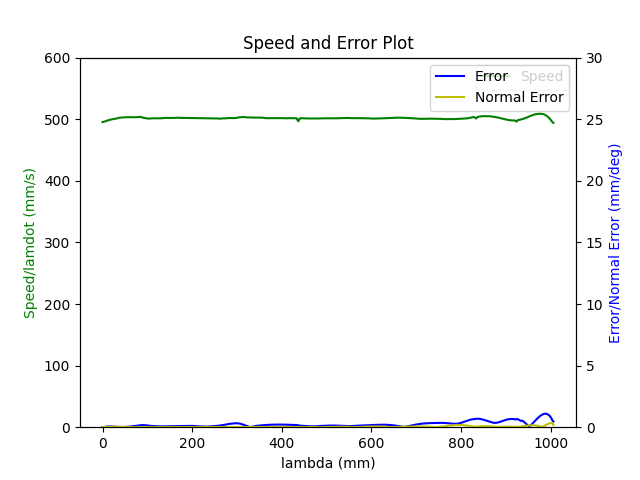 Speed and Error Plot
600
500
400
300
200
100
0
Speed/lamdot (mm/s)
Error
Speed
Normal Error
30
25
20
15
10
5
0
Error/Normal Error (mm/deg)
0
200
400
600
800
1000
lambda (mm)